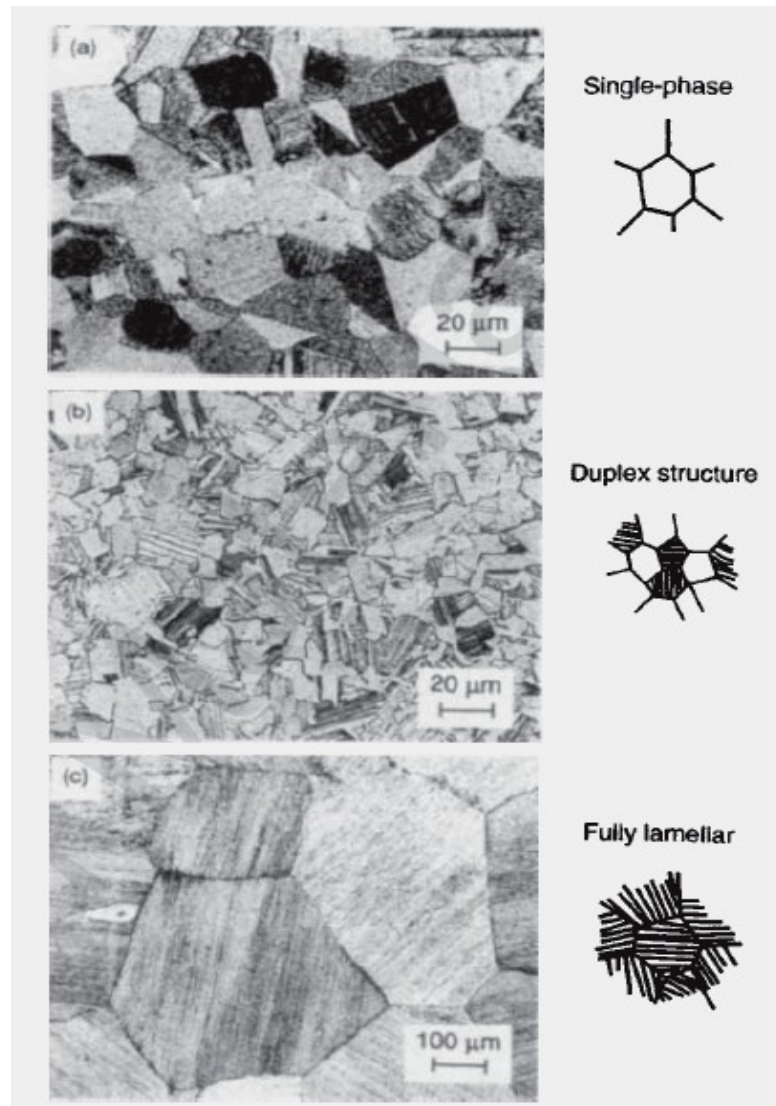 (a)
Single-phase
20 μm
(b)
Duplex structure
20 μm
(c)
Fully lamellar
100 μm